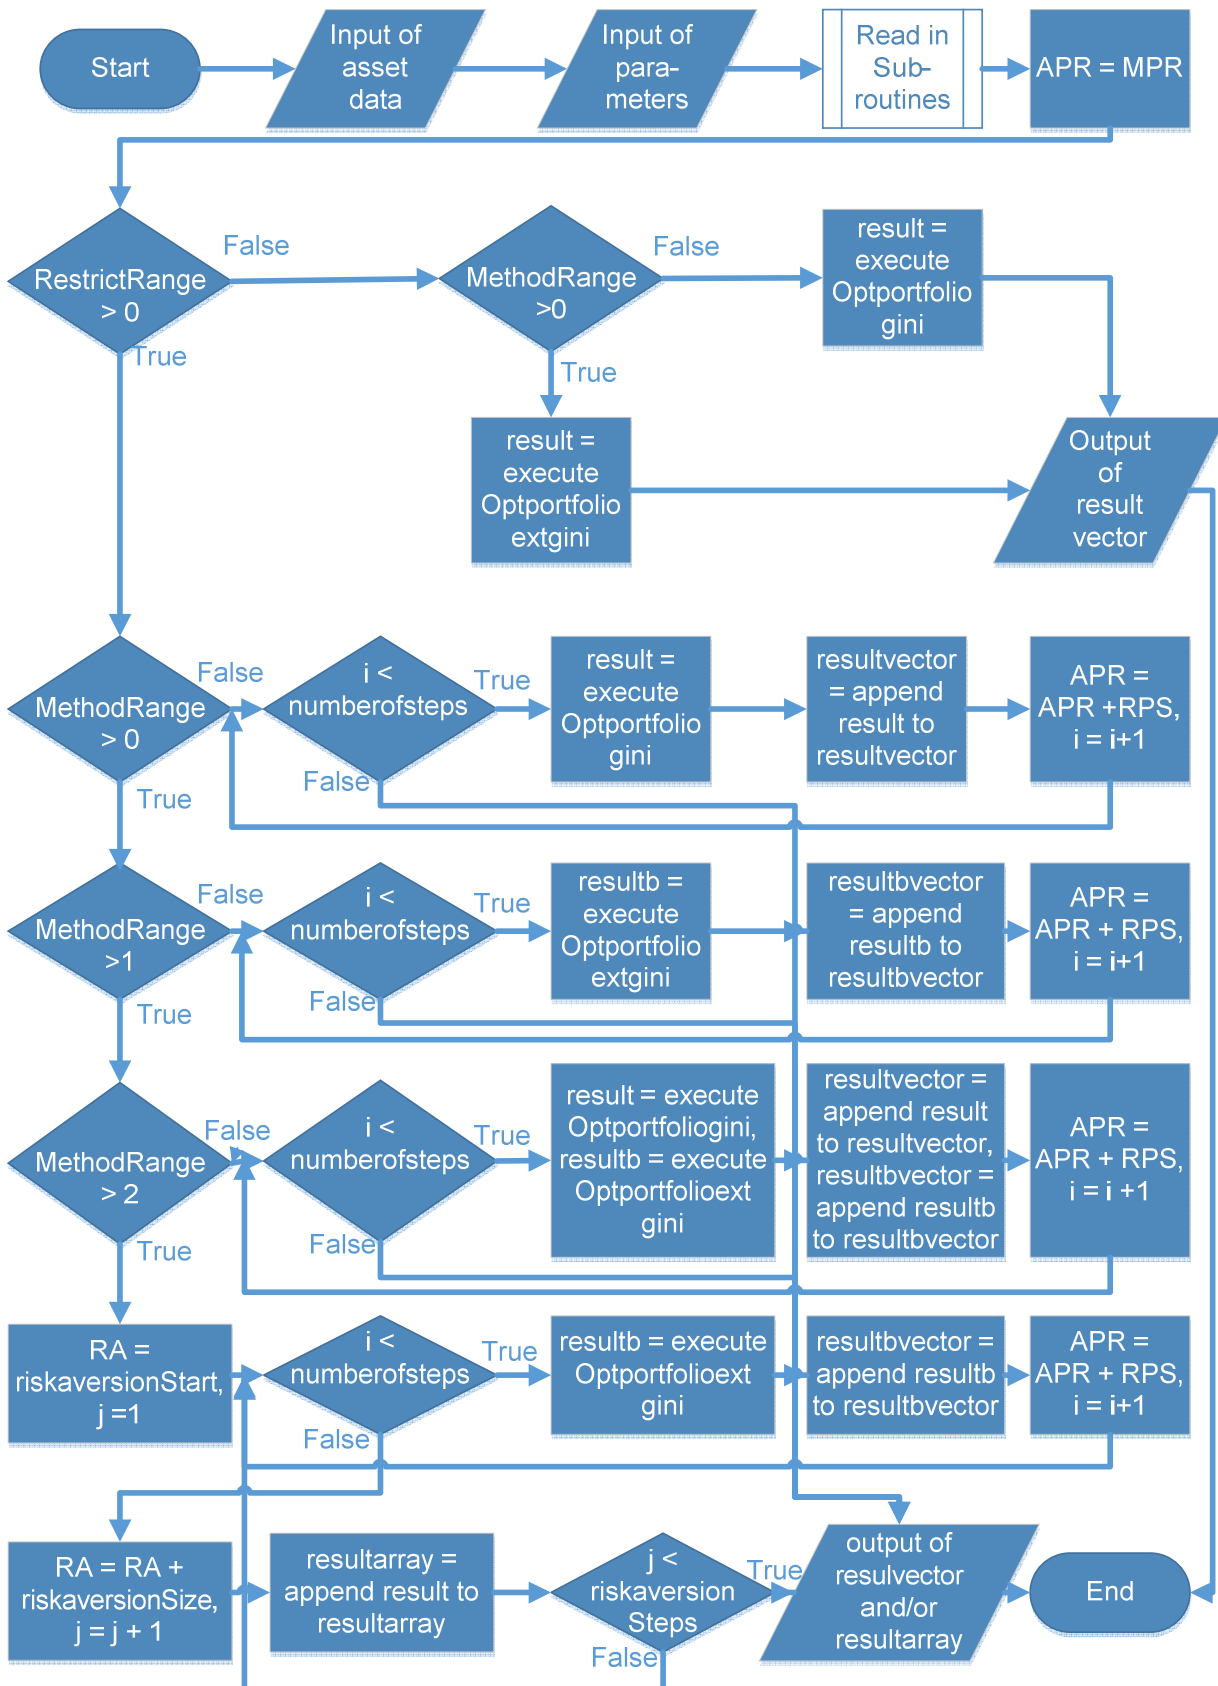 Start
Input of
asset
data
Input of
para-
meters
Read in
Sub-
routines
APR = MPR
RestrictRange
> 0
False
True
MethodRange
>0
False
True
result =
execute
Optportfolio
gini
result =
execute
Optportfolio
extgini
Output
of
result
vector
MethodRange
> 0
False
True
i <
numberofsteps
True
False
result =
execute
Optportfolio
gini
resultvector
= append
result to
resultvector
APR =
APR +RPS,
i = i+1
MethodRange
>1
False
True
i <
numberofsteps
True
False
resultb =
execute
Optportfolio
extgini
resultbvector
= append
resultb to
resultbvector
APR =
APR + RPS,
i = i+1
MethodRange
> 2
False
True
i <
numberofsteps
True
False
result = execute
Optportfoliogini,
resultb = execute
Optportfolioext
gini
resultvector =
append result
to resultvector,
resultbvector =
append resultb
to resultbvector
APR =
APR + RPS,
i = i +1
RA =
riskaversionStart,
j =1
i <
numberofsteps
True
False
resultb = execute
Optportfolioext
gini
resultbvector =
append resultb
to resultbvector
APR =
APR + RPS,
i = i+1
RA = RA +
riskaversionSize,
j = j + 1
resultarray =
append result to
resultarray
j <
riskaversion
Steps
True
False
output of
resulvector
and/or
resultarray
End